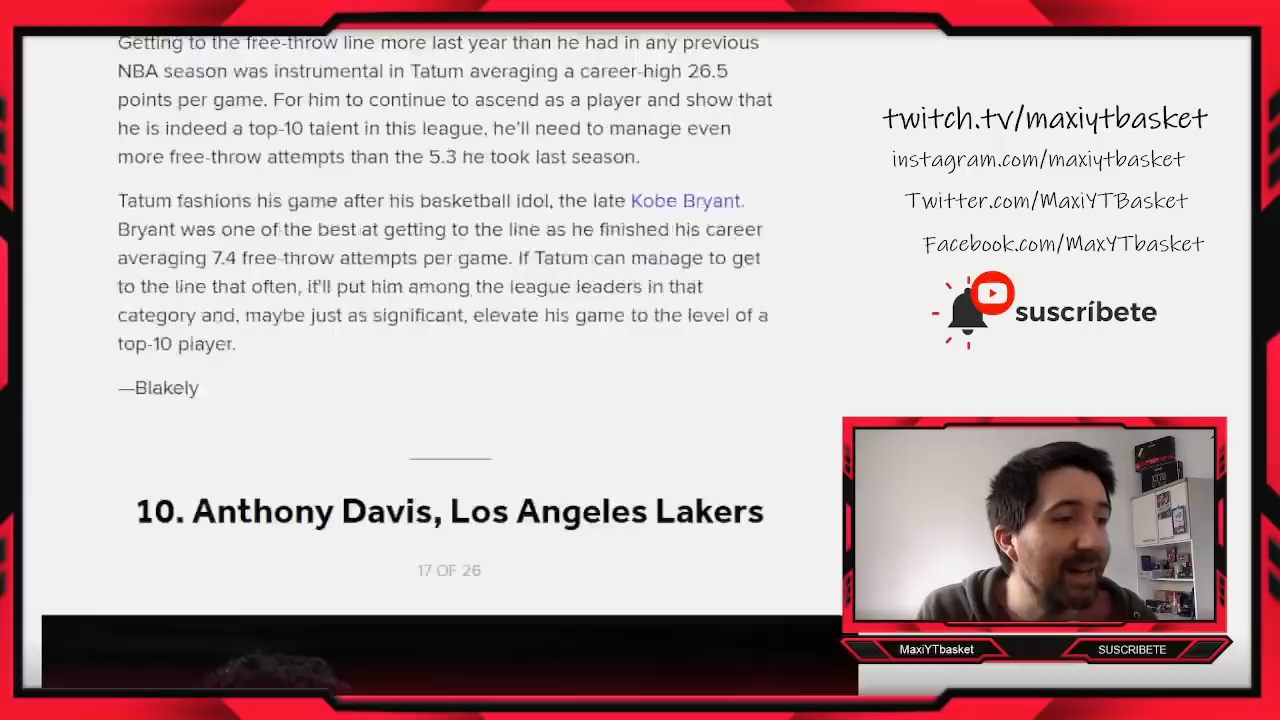 Getting to the free-throw line more last year than he had in any previous
NBA season was instrumental in Tatum averaging a career-high 26.5
points per game. For him to continue to ascend as a player and show that
he is indeed a top-10 talent in this league, he'll need to manage even
more free-throw attempts than the 5.3 he took last season.
Tatum fashions his game after his basketball idol, the late Kobe Bryant.
Bryant was one of the best at getting to the line as he finished his career
averaging 7.4 free-throw attempts per game. If Tatum can manage to get
to the line that often, it'll put him among the league leaders in that
category and, maybe just as significant, elevate his game to the level of a
top-10 player.
—Blakely
10. Anthony Davis, Los Angeles Lakers
17 OF 26
twitch.tv/maxiytbasket
instagram.com/maxiytbasket
Twitter.com/MaxiYTBasket
Facebook.com/MaxYTbasket
suscríbete
MaxiYTbasket
SUSCRIBETE